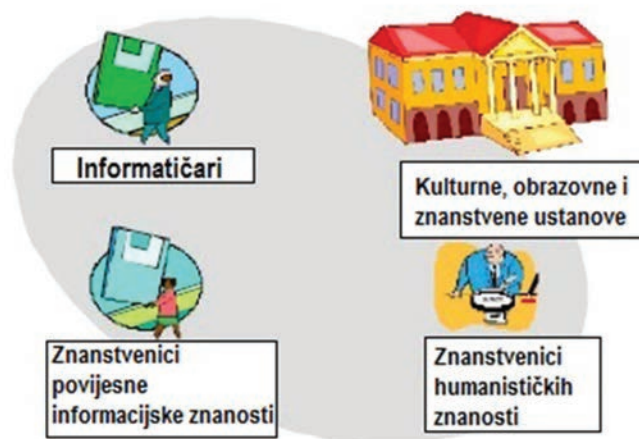 Informatičari
Kulturne, obrazovne i
znanstvene ustanove
Znanstvenici
povijesne
informacijske znanosti
Znanstvenici
humanističkih
znanosti